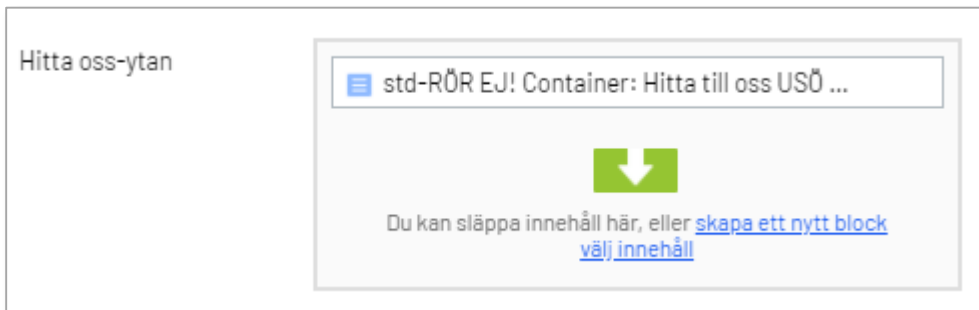 Hitta oss-ytan
std-RÖR EJ! Container: Hitta till oss USÖ ...
Du kan släppa innehåll här, eller skapa ett nytt block
välj innehåll